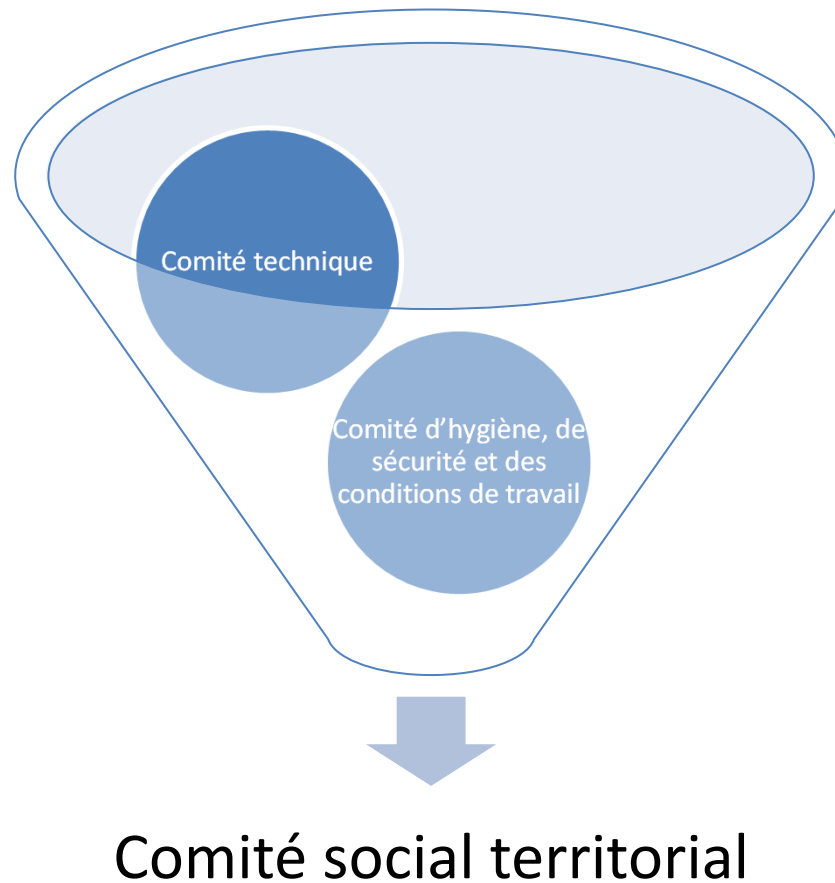 Comité technique
Comité d’hygiène, de
sécurité et des
conditions de travail
Comité social territorial